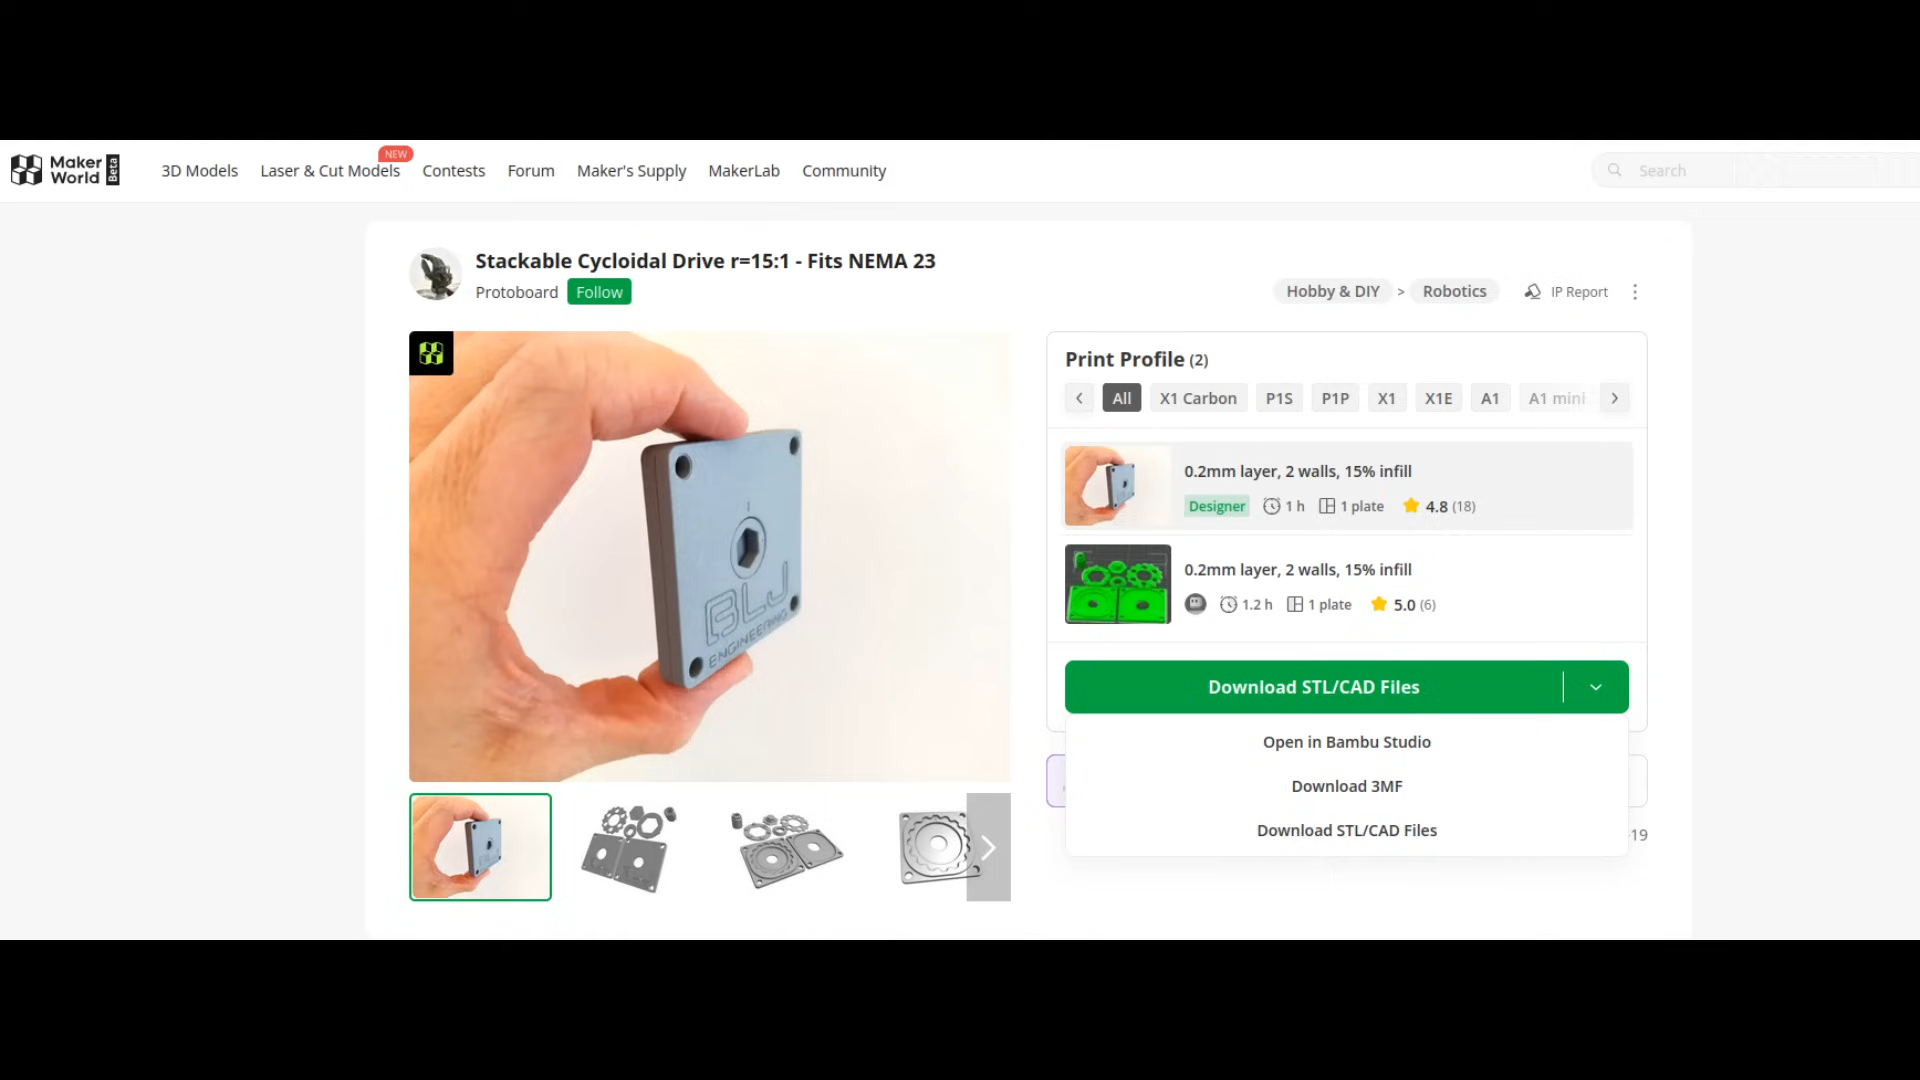 Maker World Beta
3D Models
Laser & Cut Models
NEW
Contests
Forum
Maker's Supply
MakerLab
Community
Search
Stackable Cycloidal Drive r=15:1 - Fits NEMA 23
Protoboard
Follow
Hobby & DIY > Robotics
IP Report
BLJ
ENGINEERING
Print Profile (2)
All
X1 Carbon
P1S
P1P
X1
X1E
A1
A1 mini
0.2mm layer, 2 walls, 15% infill
Designer 1 h 1 plate 4.8 (18)
0.2mm layer, 2 walls, 15% infill
1.2 h 1 plate 5.0 (6)
Download STL/CAD Files
Open in Bambu Studio
Download 3MF
Download STL/CAD Files
-19